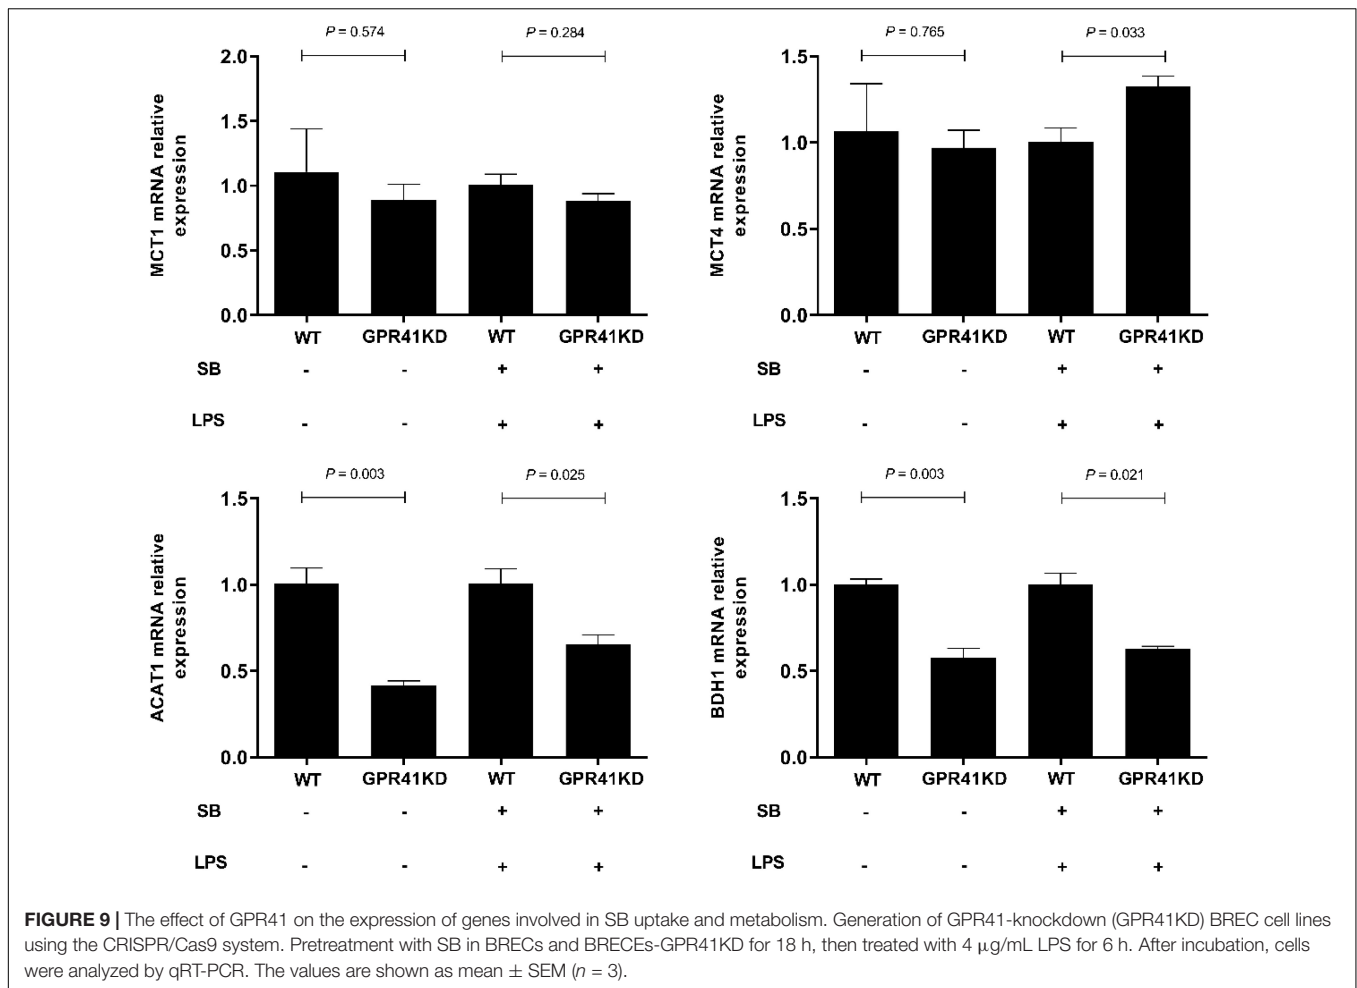 P = 0.574
P = 0.284
2.0
1.5
1.0
0.5
0.0
MCT1 mRNA relative
expression
WT GPR41KD WT GPR41KD
SB - - + +
LPS - - + +
P = 0.765
P = 0.033
1.5
1.0
0.5
0.0
MCT4 mRNA relative
expression
WT GPR41KD WT GPR41KD
SB - - + +
LPS - - + +
P = 0.003
P = 0.025
1.5
1.0
0.5
0.0
ACAT1 mRNA relative
expression
WT GPR41KD WT GPR41KD
SB - - + +
LPS - - + +
P = 0.003
P = 0.021
1.5
1.0
0.5
0.0
BDH1 mRNA relative
expression
WT GPR41KD WT GPR41KD
SB - - + +
LPS - - + +
FIGURE 9 | The effect of GPR41 on the expression of genes involved in SB uptake and metabolism. Generation of GPR41-knockdown (GPR41KD) BREC cell lines
using the CRISPR/Cas9 system. Pretreatment with SB in BRECs and BRECEs-GPR41KD for 18 h, then treated with 4 μg/mL LPS for 6 h. After incubation, cells
were analyzed by qRT-PCR. The values are shown as mean ± SEM (n = 3).